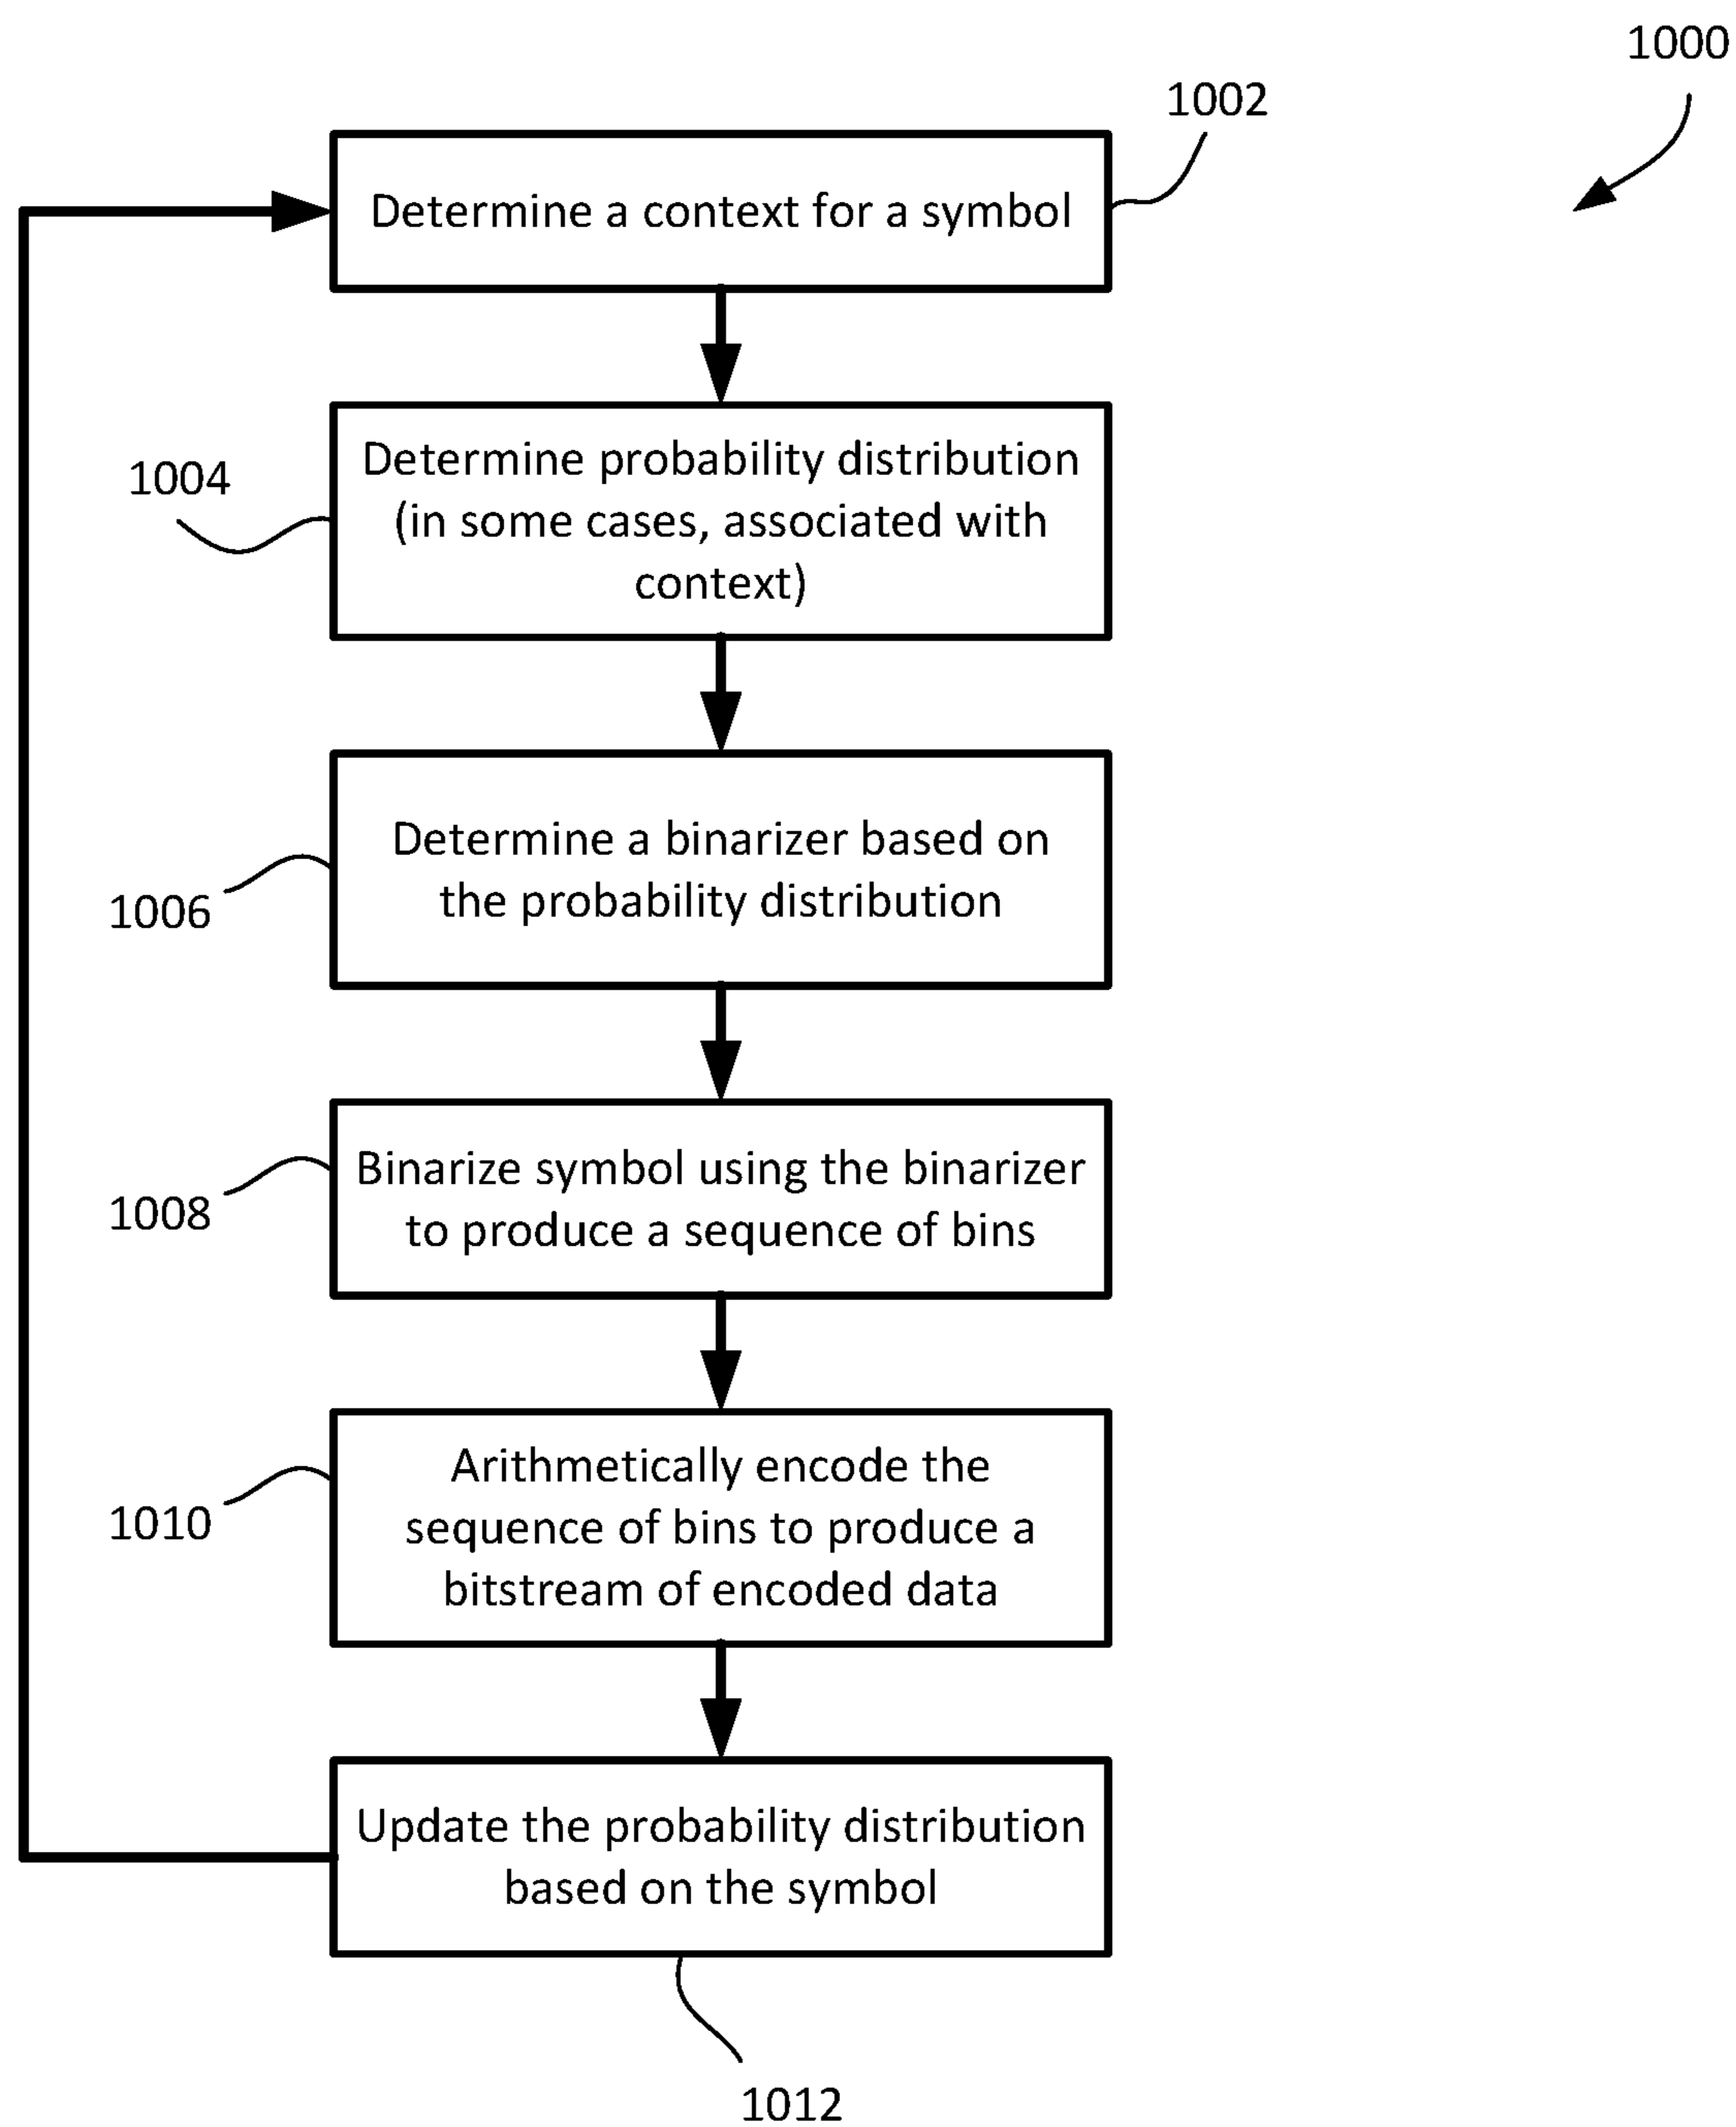 1000
1002
Determine a context for a symbol
1004
Determine probability distribution
(in some cases, associated with
context)
1006
Determine a binarizer based on
the probability distribution
1008
Binarize symbol using the binarizer
to produce a sequence of bins
1010
Arithmetically encode the
sequence of bins to produce a
bitstream of encoded data
Update the probability distribution
based on the symbol
1012